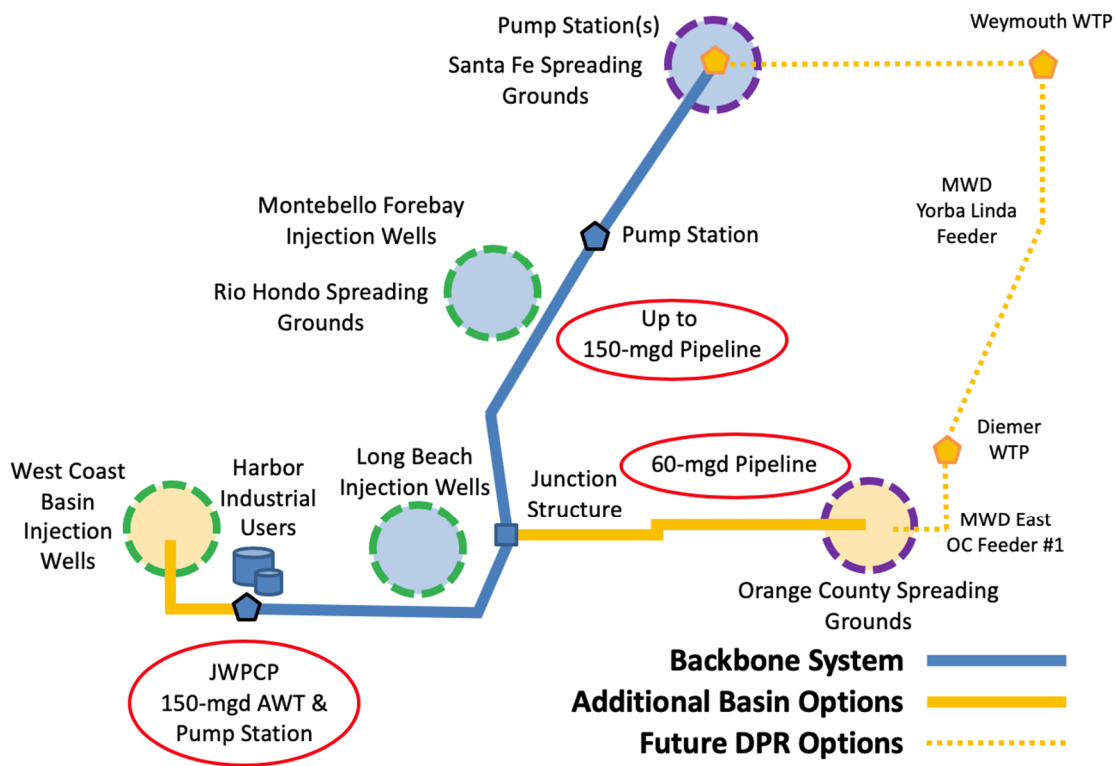 Pump Station(s)
Santa Fe Spreading
Grounds
Weymouth WTP
Montebello Forebay
Injection Wells
Rio Hondo Spreading
Grounds
Pump Station
MWD
Yorba Linda
Feeder
Up to
150-mgd Pipeline
West Coast
Basin
Injection
Wells
Harbor
Industrial
Users
Long Beach
Injection Wells
Junction
Structure
60-mgd Pipeline
Diemer
WTP
MWD East
OC Feeder #1
Orange County Spreading
Grounds
JWPCP
150-mgd AWT &
Pump Station
Backbone System
Additional Basin Options
Future DPR Options